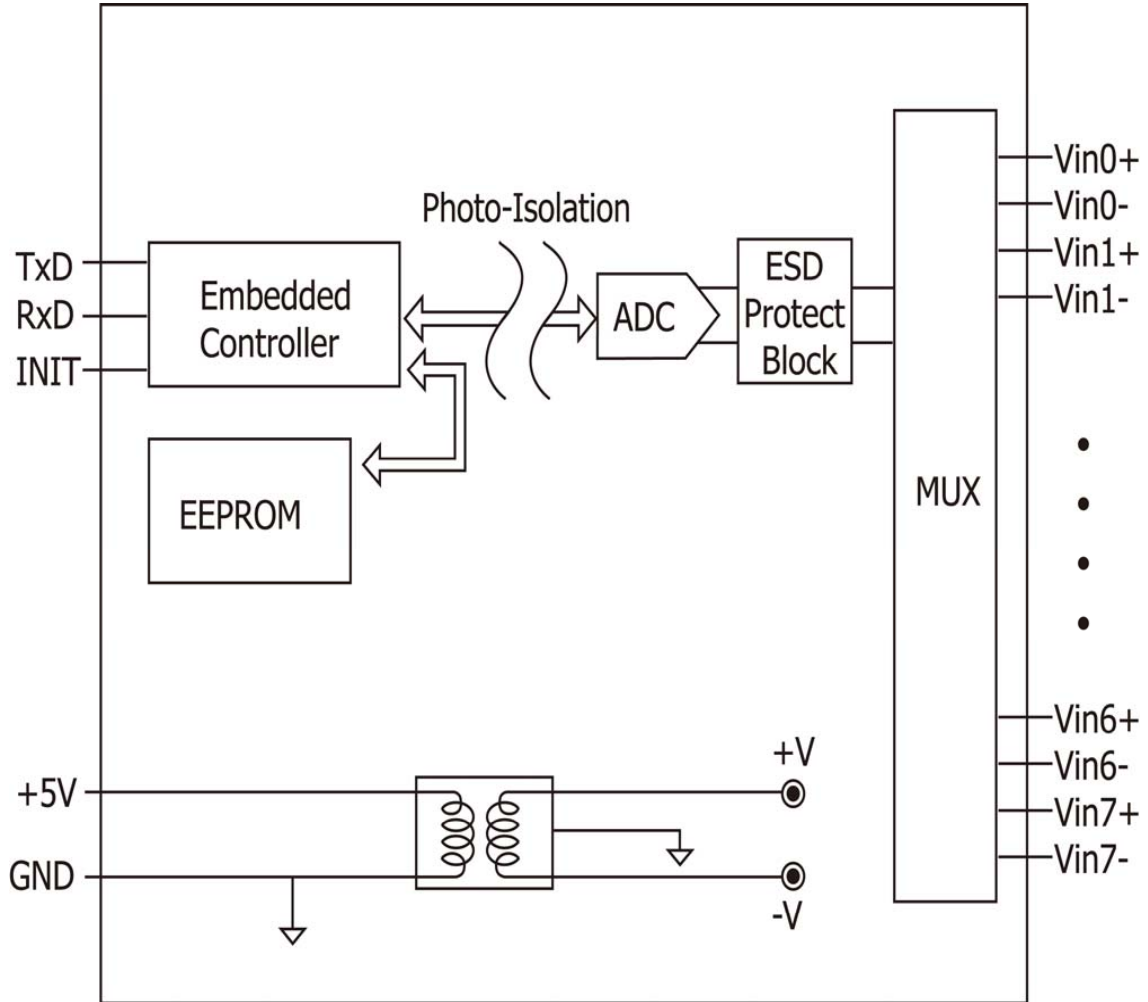 Photo-Isolation
TxD
RxD
INIT
Embedded
Controller
ADC
ESD
Protect
Block
EEPROM
MUX
Vin0+
Vin0-
Vin1+
Vin1-
Vin6+
Vin6-
Vin7+
Vin7-
+5V
GND
+V
-V